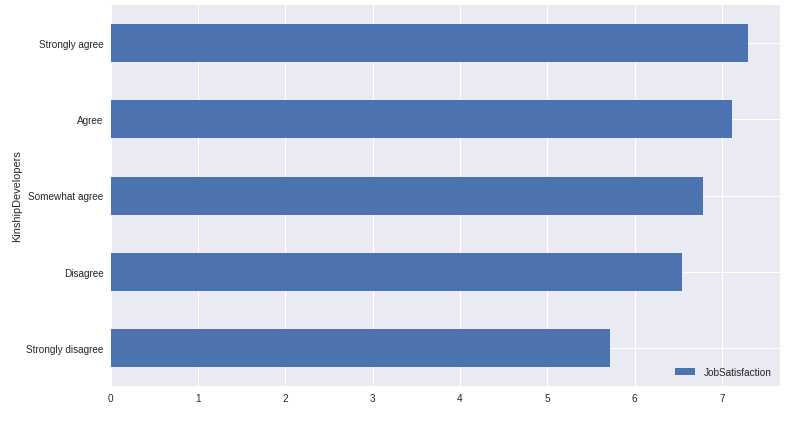 Strongly agree
Agree
Somewhat agree
Disagree
Strongly disagree
KinshipDevelopers
JobSatisfaction
0 1 2 3 4 5 6 7